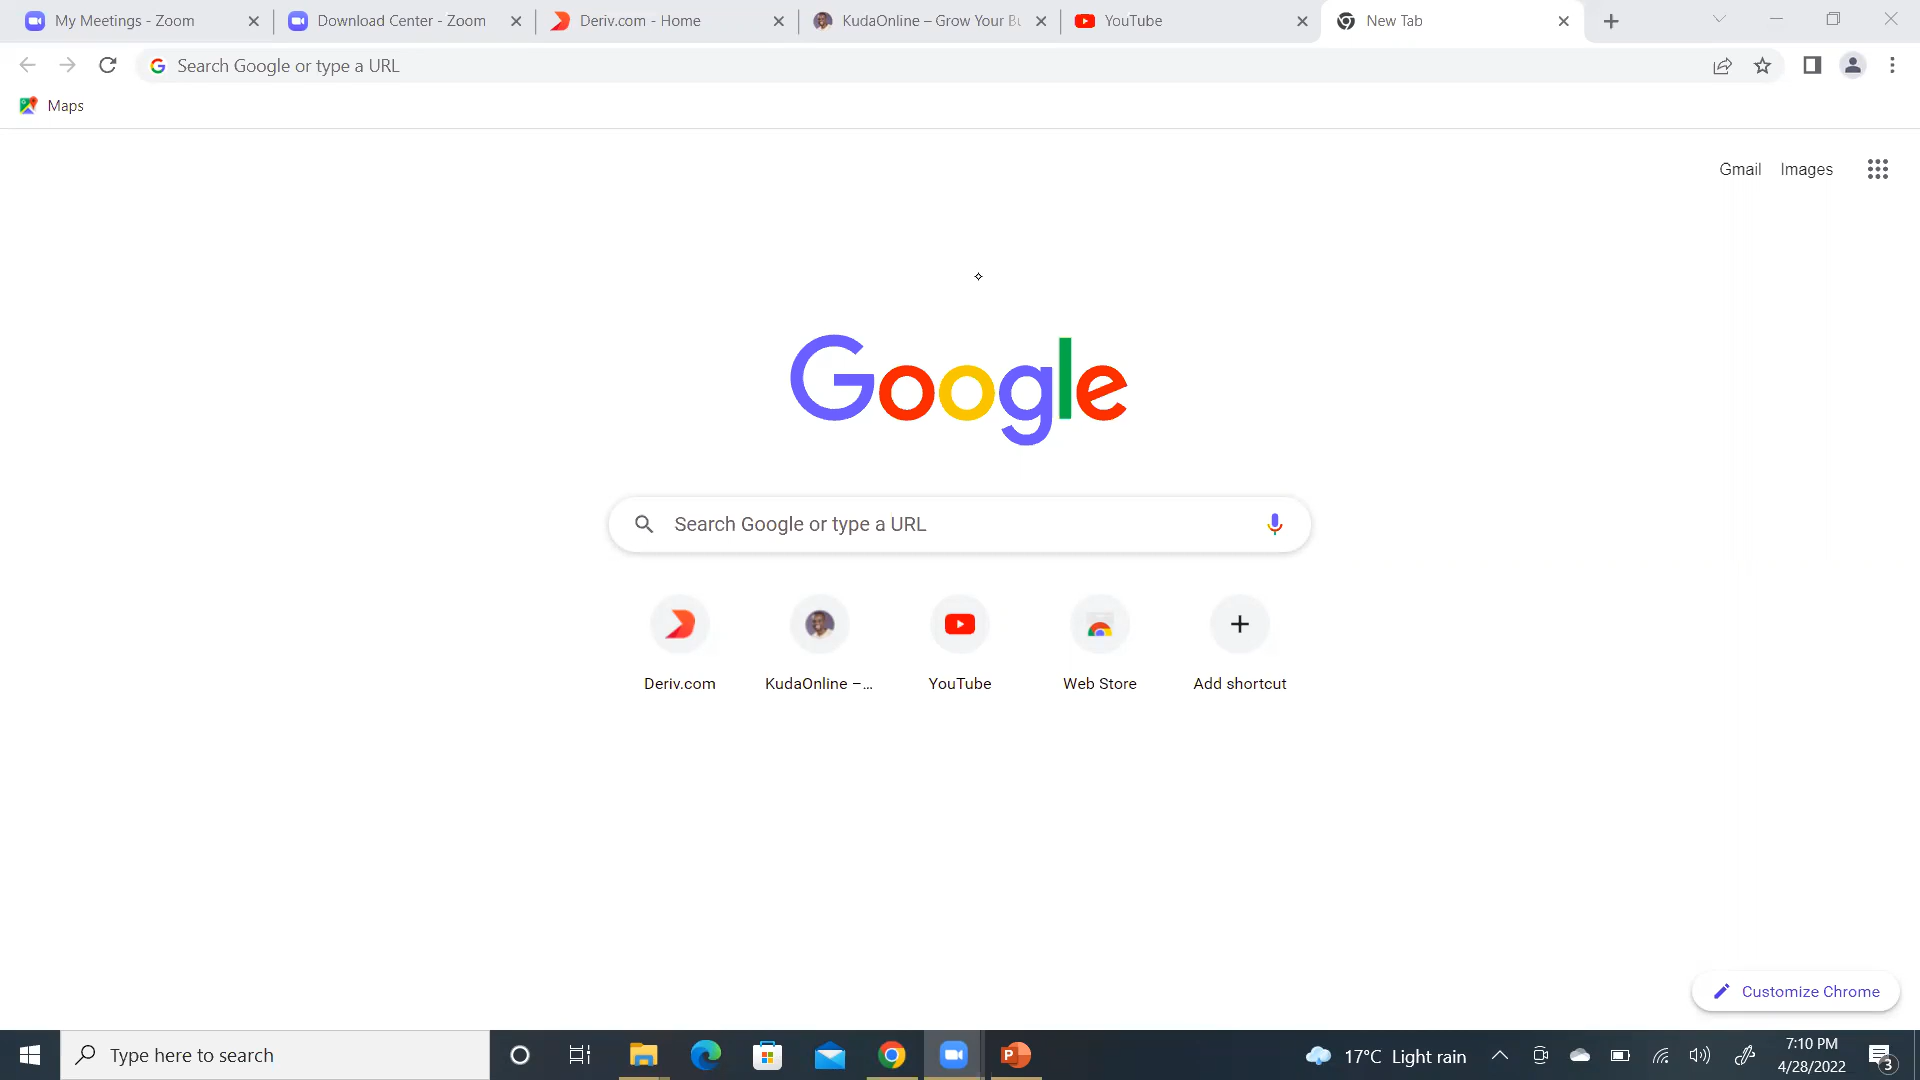 My Meetings - Zoom
Download Center - Zoom
Deriv.com - Home
KudaOnline – Grow Your Bu
YouTube
New Tab
Search Google or type a URL
Maps
Gmail
Images
Google
Search Google or type a URL
Deriv.com
KudaOnline –...
YouTube
Web Store
Add shortcut
Customize Chrome
Type here to search
17°C Light rain
7:10 PM
4/28/2022
3